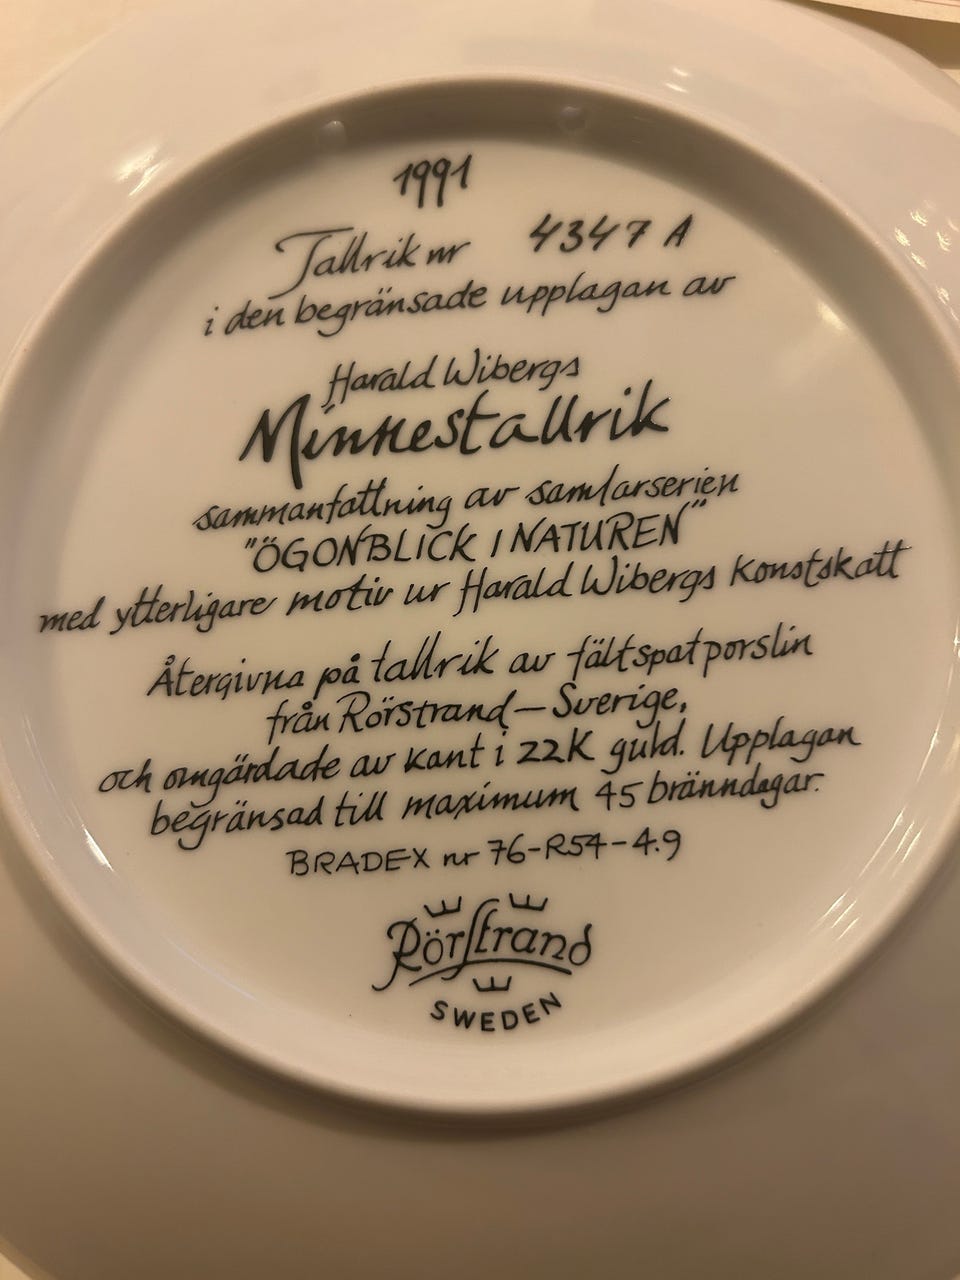 1991
Tallrik nr 4347 A
i den begränsade upplagan av
Harald Wibergs
Minnestallrik
sammanfattning av samlarserien
"ÖGONBLICK I NATUREN"
med ytterligare motiv ur Harald Wibergs konstskatt
Återgivna på tallrik av fältspatporslin
från Rörstrand – Sverige,
och omgärdade av kant i 22K guld. Upplagan
begränsad till maximum 45 bränndagar.
BRADEX nr 76-R54-4.9
Rörstrand
SWEDEN